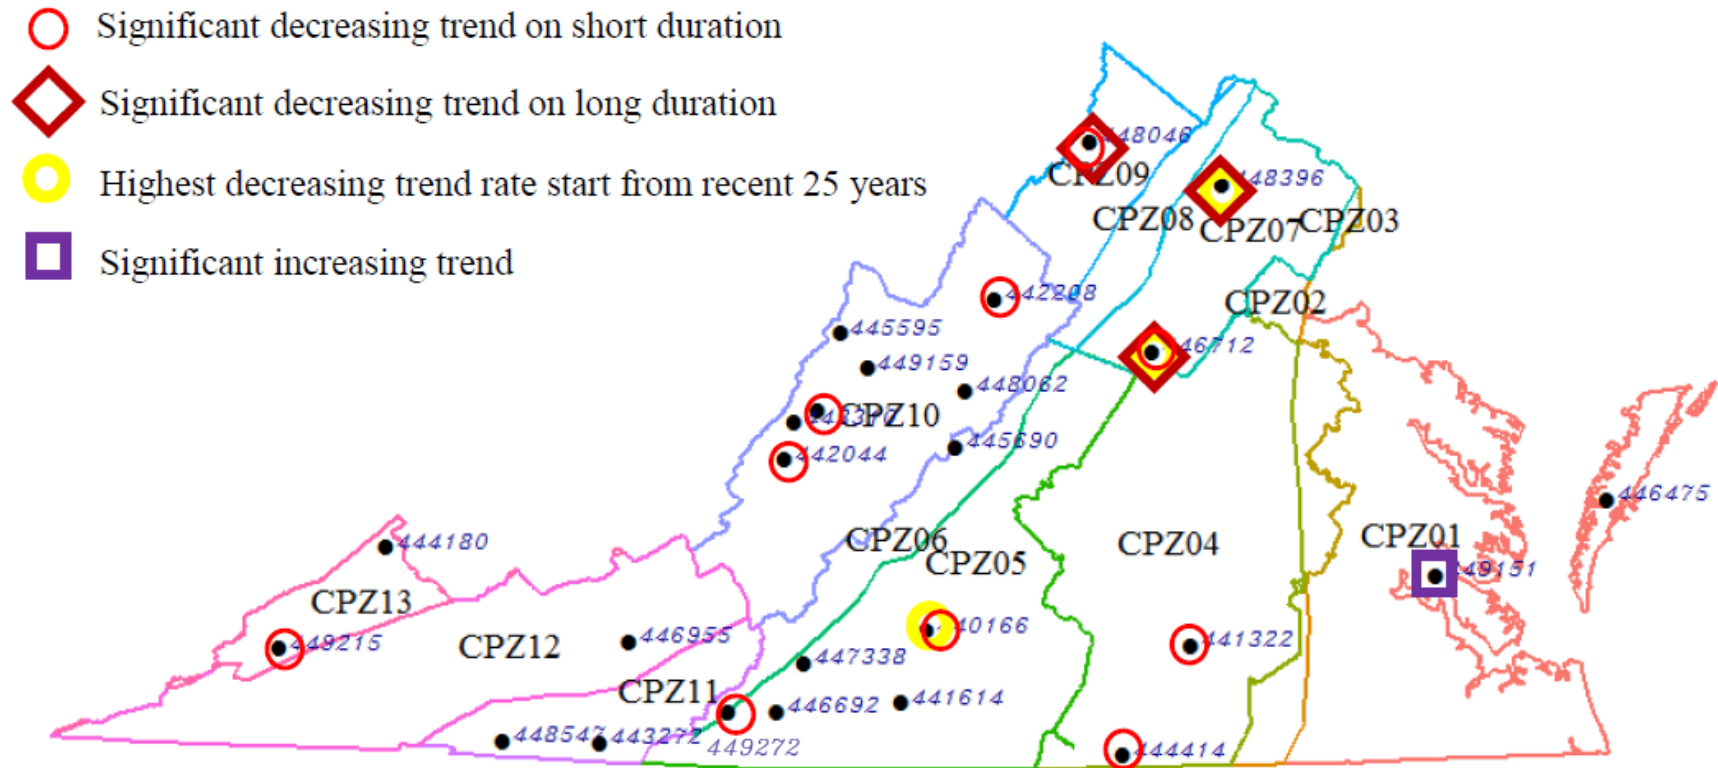 Significant decreasing trend on short duration
Significant decreasing trend on long duration
Highest decreasing trend rate start from recent 25 years
Significant increasing trend
448046
CPZ09
448396
CPZ08
CPZ07
CPZ03
442208
CPZ02
445595
46712
449159
448062
CPZ10
445690
442044
446475
CPZ06
CPZ01
444180
CPZ04
CPZ05
49151
CPZ13
40166
446955
441322
449215
CPZ12
447338
CPZ11
446692
441614
448547
443272
449272
444414